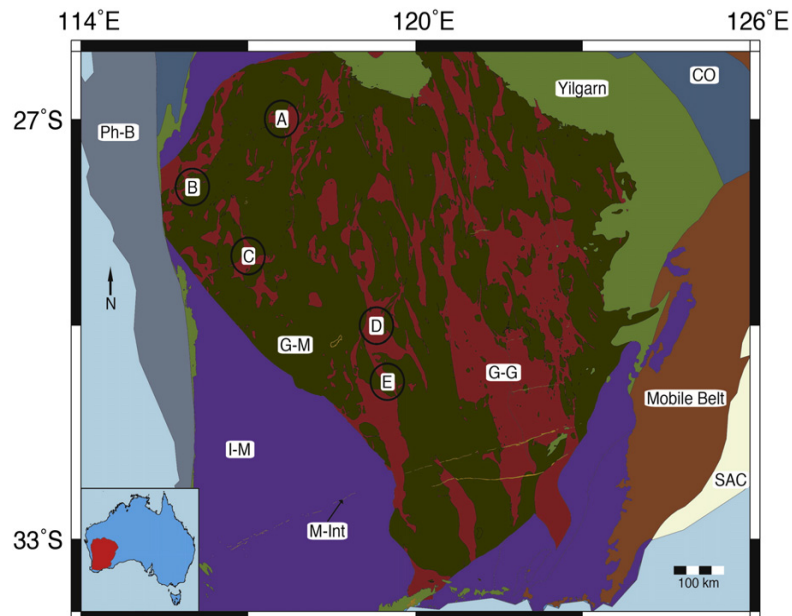 114°E
120°E
126°E
27°S
33°S
Ph-B
CO
Yilgarn
A
B
C
N
D
G-M
E
G-G
Mobile Belt
I-M
SAC
M-Int
100 km